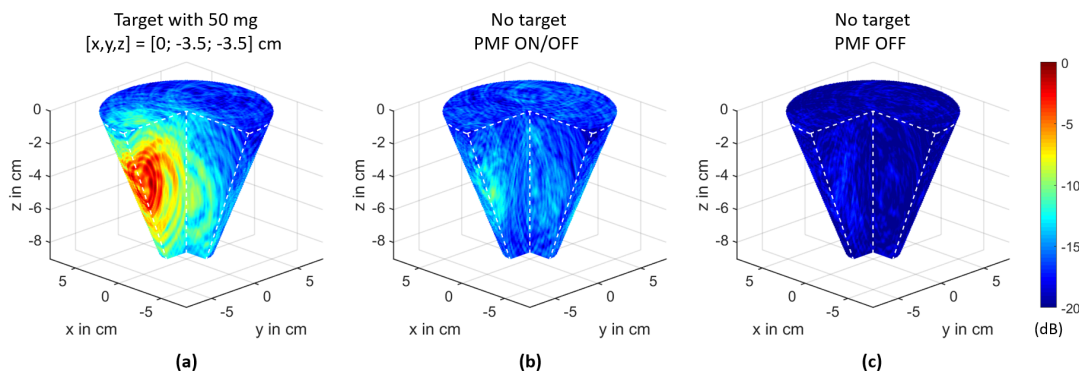 Target with 50 mg
[x,y,z] = [0; -3.5; -3.5] cm
No target
PMF ON/OFF
No target
PMF OFF
0
-2
-4
-6
-8
z in cm
5
0
-5
x in cm
-5
0
5
y in cm
(a)
0
-2
-4
-6
-8
z in cm
5
0
-5
x in cm
-5
0
5
y in cm
(b)
0
-2
-4
-6
-8
z in cm
5
0
-5
x in cm
-5
0
5
y in cm
(c)
0
-5
-10
-15
-20
(dB)